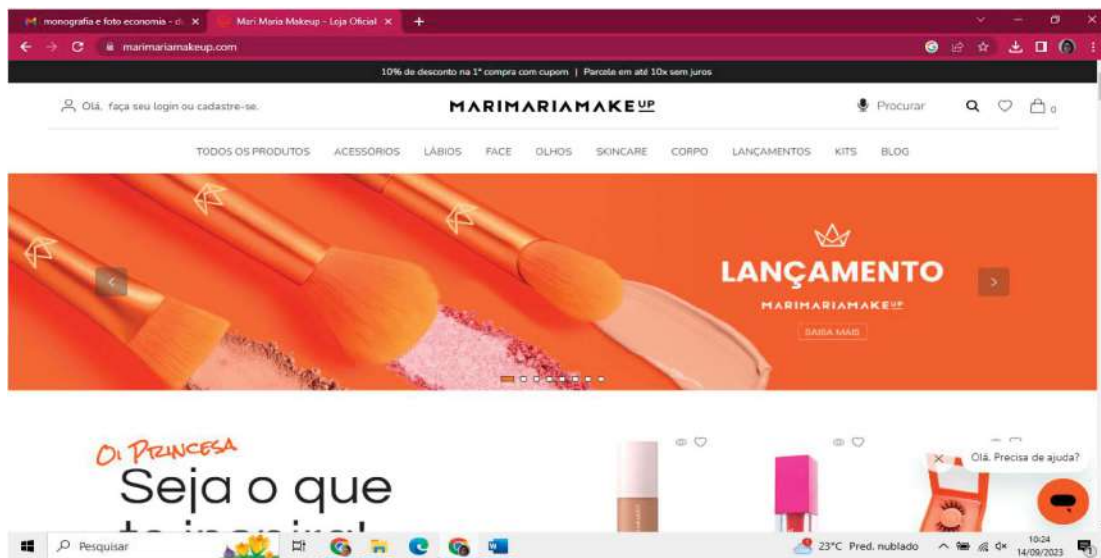 monografia e foto economia - d
Mari Maria Makeup - Loja Oficial
marimariamakeup.com
10% de desconto na 1ª compra com cupom | Parcele em até 10x sem juros
Olá, faça seu login ou cadastre-se.
MARIMARIAMAKEUP
Procurar
0
TODOS OS PRODUTOS ACESSÓRIOS LÁBIOS FACE OLHOS SKINCARE CORPO LANÇAMENTOS KITS BLOG
LANÇAMENTO
MARIMARIAMAKEUP
SAIBA MAIS
OI PRINCESA
Seja o que
te inspira!
Olá. Precisa de ajuda?
Pesquisar
23°C Pred. nublado
10:24
14/09/2023